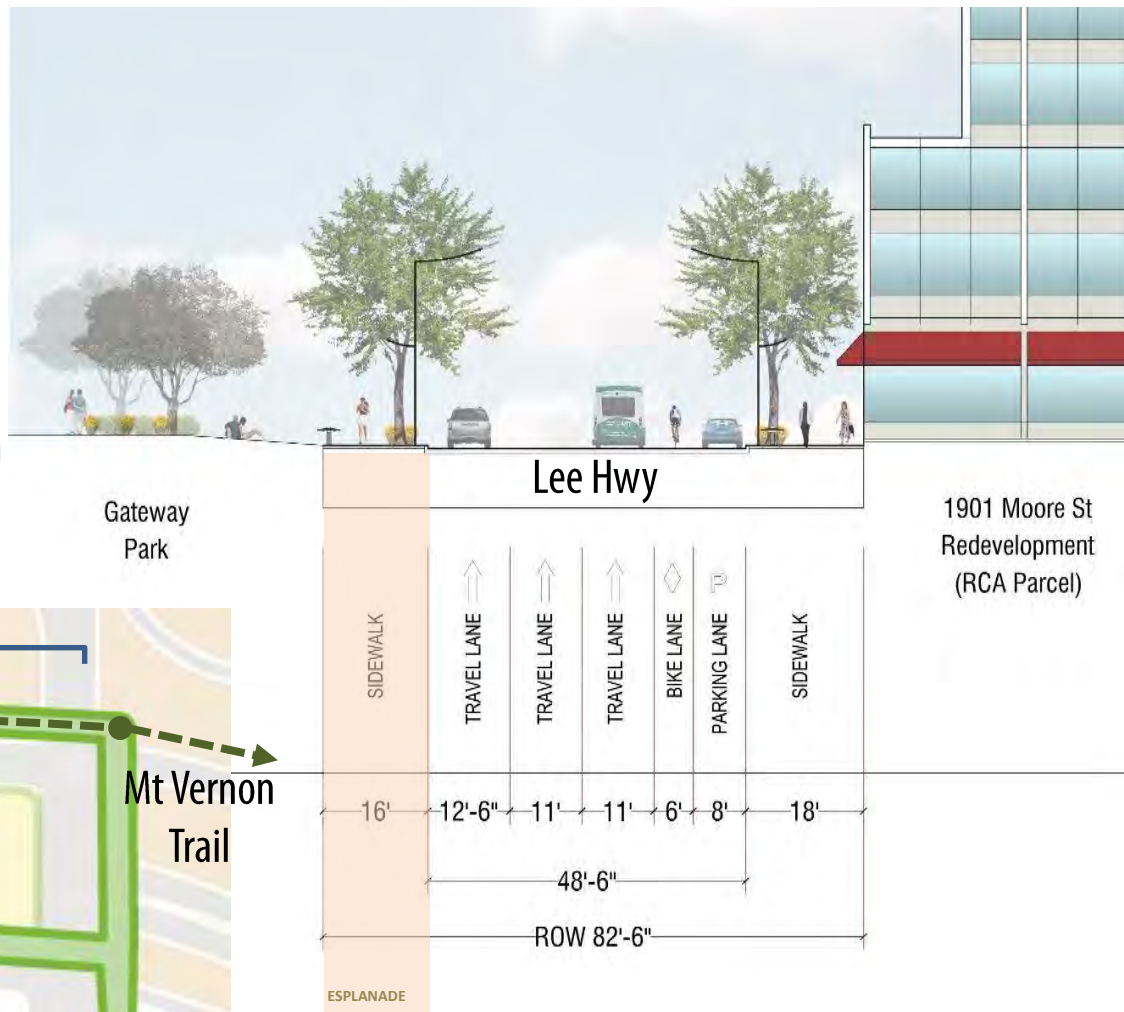 Lee Hwy
Gateway
Park
1901 Moore St
Redevelopment
(RCA Parcel)
SIDEWALK
TRAVEL LANE
TRAVEL LANE
TRAVEL LANE
BIKE LANE
P
PARKING LANE
SIDEWALK
Mt Vernon
Trail
16' 12'-6" 11' 11' 6' 8' 18'
48'-6"
ROW 82'-6"
ESPLANADE